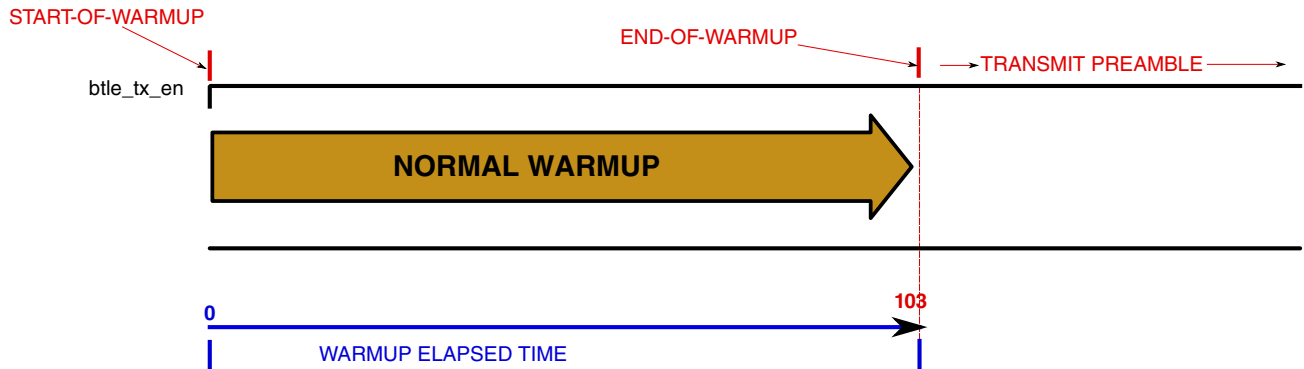 START-OF-WARMUP
END-OF-WARMUP
TRANSMIT PREAMBLE
btle_tx_en
NORMAL WARMUP
0
103
WARMUP ELAPSED TIME